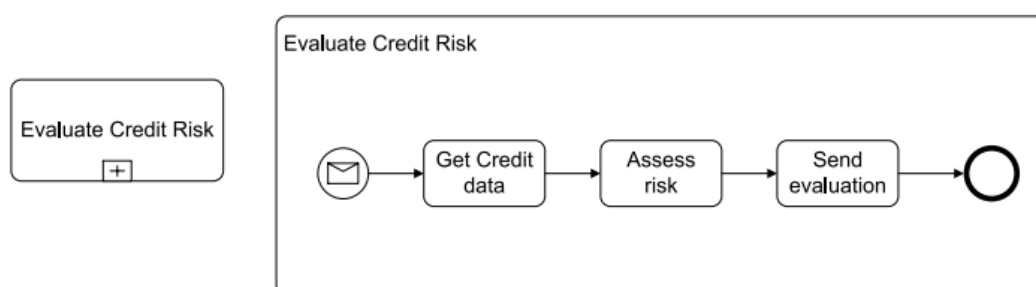 Evaluate Credit Risk
Evaluate Credit Risk
Get Credit
data
Assess
risk
Send
evaluation